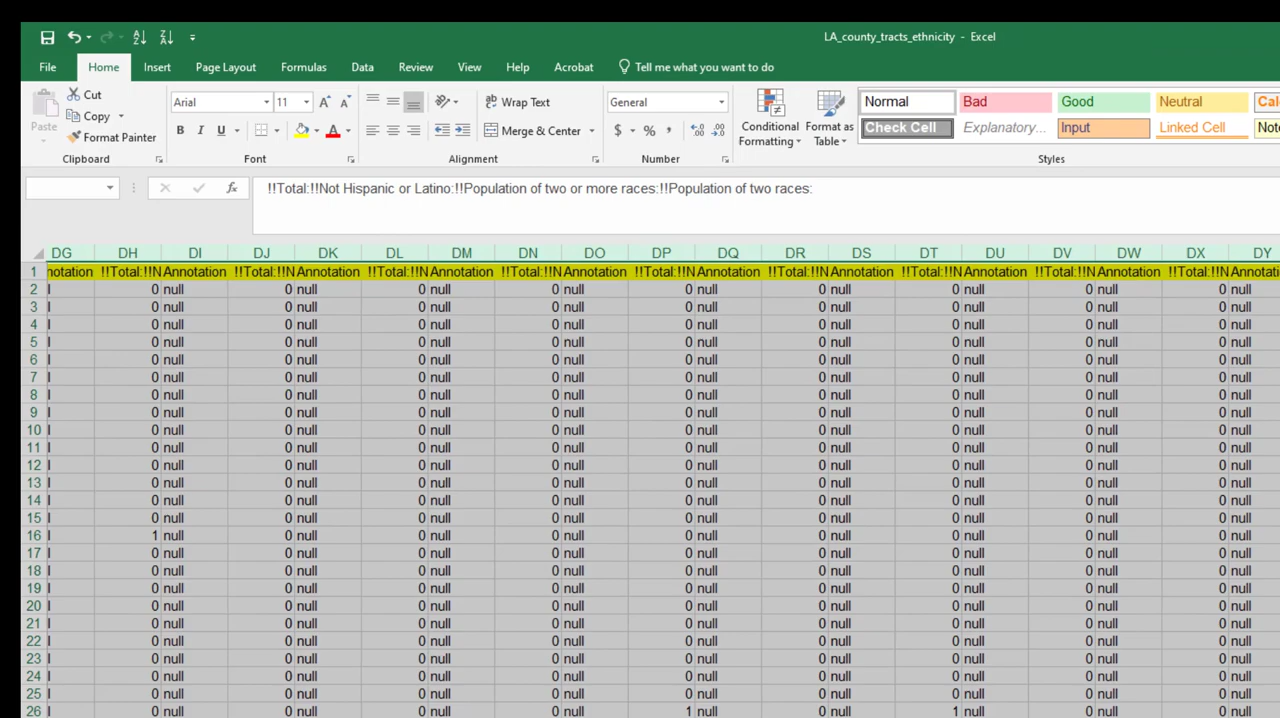 LA_county_tracts_ethnicity - Excel
File Home Insert Page Layout Formulas Data Review View Help Acrobat Tell me what you want to do
Paste
Cut
Copy
Format Painter
Clipboard
Arial 11
B I U
Font
Wrap Text
Merge & Center
Alignment
General
$ %
Number
Conditional Formatting
Format as Table
Normal Bad Good Neutral
Check Cell Explanatory... Input Linked Cell
Styles
fx !!Total:!!Not Hispanic or Latino:!!Population of two or more races:!!Population of two races:
DG DH DI DJ DK DL DM DN DO DP DQ DR DS DT DU DV DW DX DY
1 notation !!Total:!!N Annotation !!Total:!!N Annotation !!Total:!!N Annotation !!Total:!!N Annotation !!Total:!!N Annotation !!Total:!!N Annotation !!Total:!!N Annotation !!Total:!!N Annotation !!Total:!!N Annotati
2 l 0 null 0 null 0 null 0 null 0 null 0 null 0 null 0 null 0 null
3 l 0 null 0 null 0 null 0 null 0 null 0 null 0 null 0 null 0 null
4 l 0 null 0 null 0 null 0 null 0 null 0 null 0 null 0 null 0 null
5 l 0 null 0 null 0 null 0 null 0 null 0 null 0 null 0 null 0 null
6 l 0 null 0 null 0 null 0 null 0 null 0 null 0 null 0 null 0 null
7 l 0 null 0 null 0 null 0 null 0 null 0 null 0 null 0 null 0 null
8 l 0 null 0 null 0 null 0 null 0 null 0 null 0 null 0 null 0 null
9 l 0 null 0 null 0 null 0 null 0 null 0 null 0 null 0 null 0 null
10 l 0 null 0 null 0 null 0 null 0 null 0 null 0 null 0 null 0 null
11 l 0 null 0 null 0 null 0 null 0 null 0 null 0 null 0 null 0 null
12 l 0 null 0 null 0 null 0 null 0 null 0 null 0 null 0 null 0 null
13 l 0 null 0 null 0 null 0 null 0 null 0 null 0 null 0 null 0 null
14 l 0 null 0 null 0 null 0 null 0 null 0 null 0 null 0 null 0 null
15 l 0 null 0 null 0 null 0 null 0 null 0 null 0 null 0 null 0 null
16 l 1 null 0 null 0 null 0 null 0 null 0 null 0 null 0 null 0 null
17 l 0 null 0 null 0 null 0 null 0 null 0 null 0 null 0 null 0 null
18 l 0 null 0 null 0 null 0 null 0 null 0 null 0 null 0 null 0 null
19 l 0 null 0 null 0 null 0 null 0 null 0 null 0 null 0 null 0 null
20 l 0 null 0 null 0 null 0 null 0 null 0 null 0 null 0 null 0 null
21 l 0 null 0 null 0 null 0 null 0 null 0 null 0 null 0 null 0 null
22 l 0 null 0 null 0 null 0 null 0 null 0 null 0 null 0 null 0 null
23 l 0 null 0 null 0 null 0 null 0 null 0 null 0 null 0 null 0 null
24 l 0 null 0 null 0 null 0 null 0 null 0 null 0 null 0 null 0 null
25 l 0 null 0 null 0 null 0 null 0 null 0 null 0 null 0 null 0 null
26 l 0 null 0 null 0 null 0 null 1 null 0 null 1 null 0 null 0 null